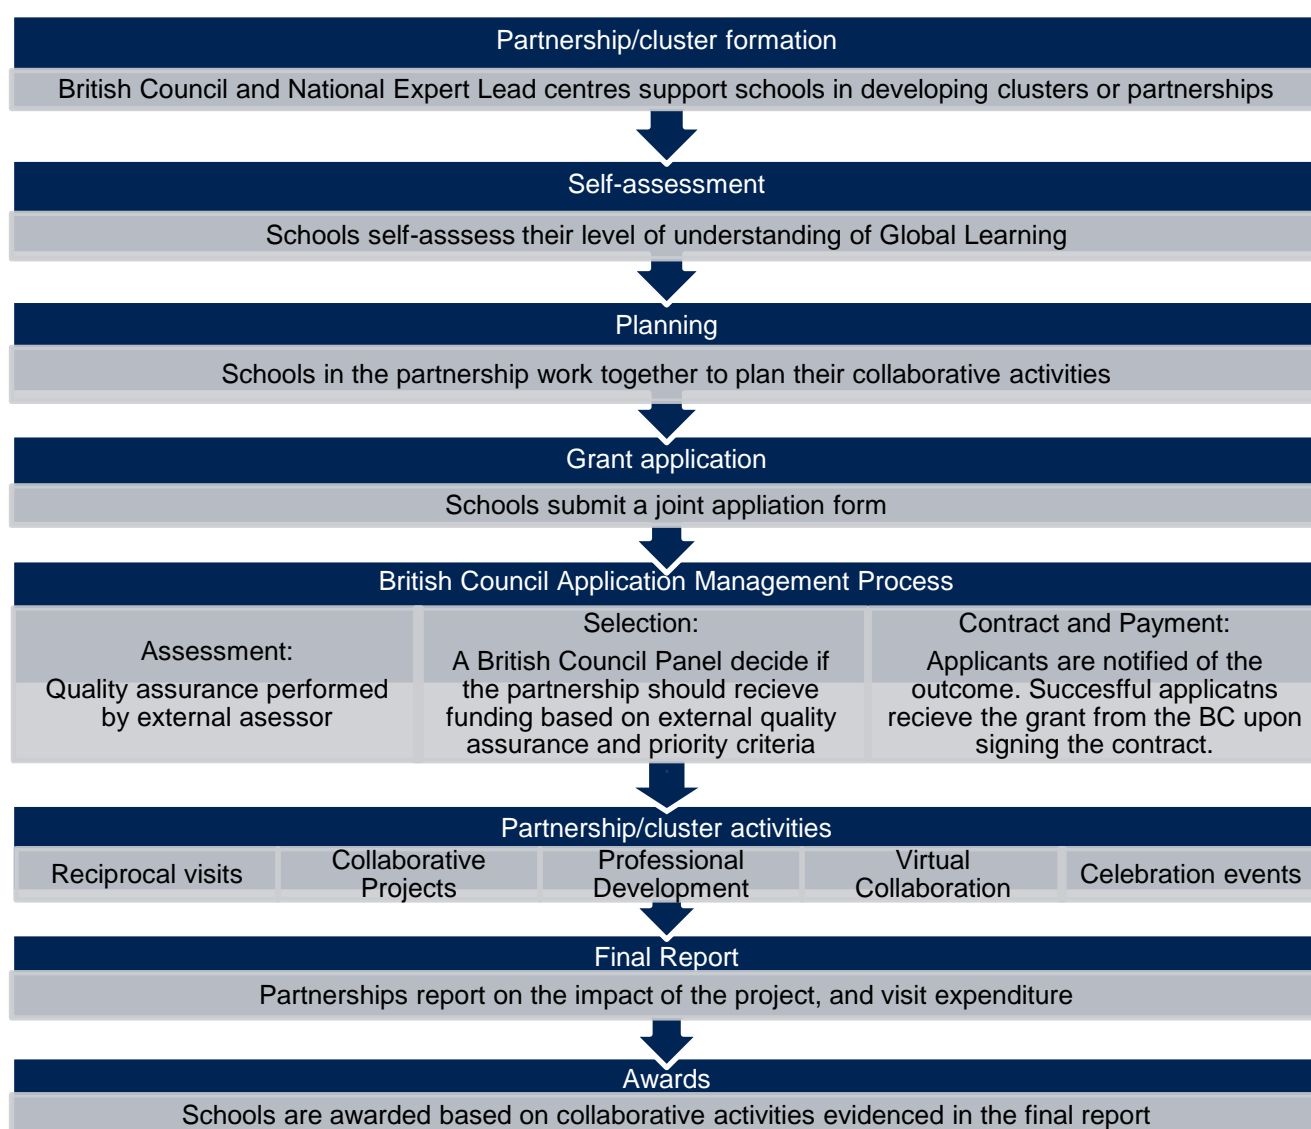 Partnership/cluster formation
British Council and National Expert Lead centres support schools in developing clusters or partnerships
Self-assessment
Schools self-asssess their level of understanding of Global Learning
Planning
Schools in the partnership work together to plan their collaborative activities
Grant application
Schools submit a joint appliation form
British Council Application Management Process
Assessment:
Quality assurance performed
by external asessor
Selection:
A British Council Panel decide if
the partnership should recieve
funding based on external quality
assurance and priority criteria
Contract and Payment:
Applicants are notified of the
outcome. Succesfful applicatns
recieve the grant from the BC upon
signing the contract.
Partnership/cluster activities
Reciprocal visits
Collaborative
Projects
Professional
Development
Virtual
Collaboration
Celebration events
Final Report
Partnerships report on the impact of the project, and visit expenditure
Awards
Schools are awarded based on collaborative activities evidenced in the final report